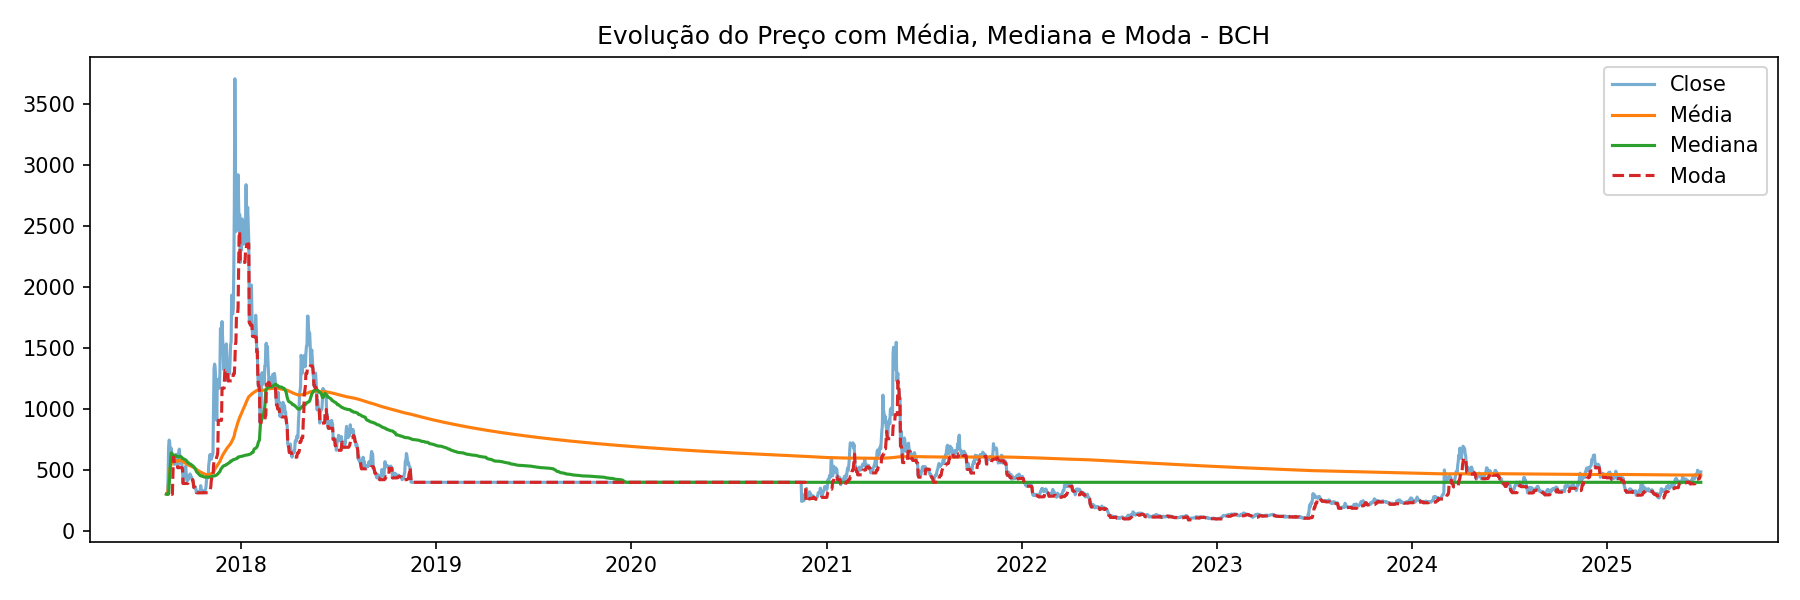 Evolução do Preço com Média, Mediana e Moda - BCH
Close
Média
Mediana
Moda
3500
3000
2500
2000
1500
1000
500
0
2018 2019 2020 2021 2022 2023 2024 2025